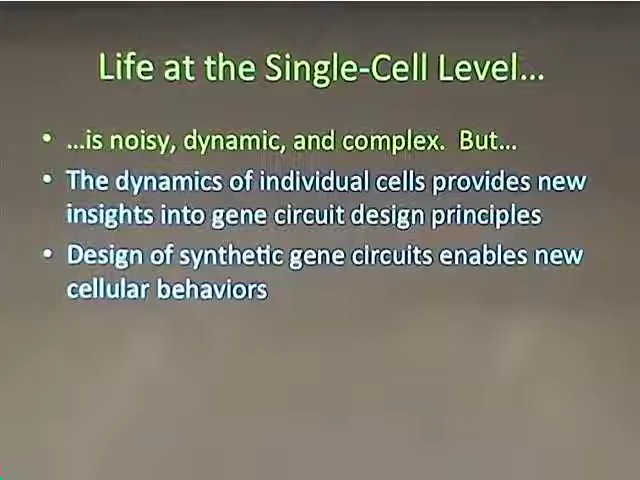 Life at the Single-Cell Level…
• …is noisy, dynamic, and complex.  But…
• The dynamics of individual cells provides new
insights into gene circuit design principles
• Design of synthetic gene circuits enables new
cellular behaviors